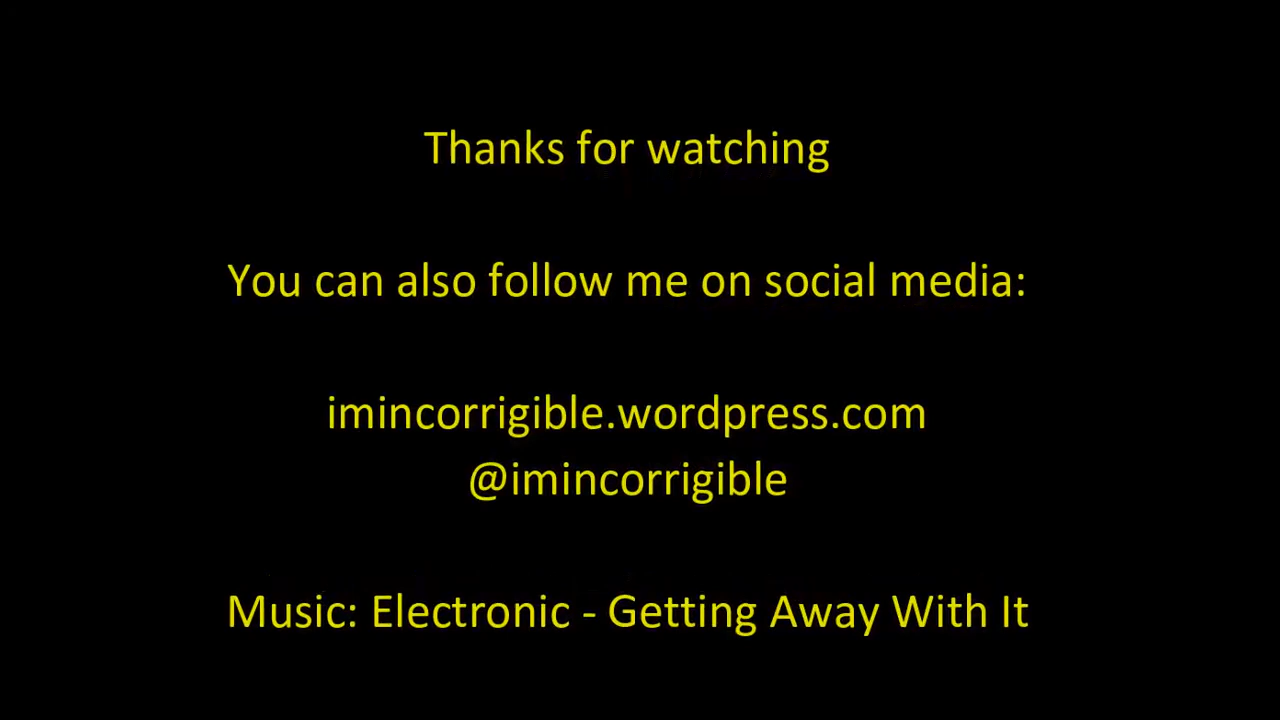 Thanks for watching
You can also follow me on social media:
imincorrigible.wordpress.com
@imincorrigible
Music: Electronic - Getting Away With It